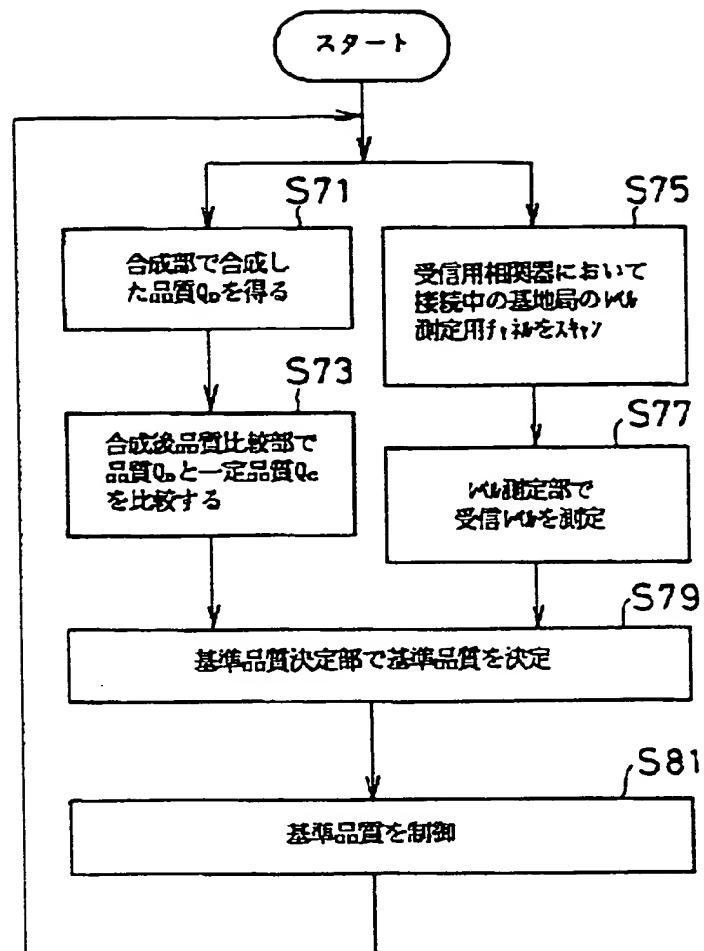 スタート
S71
合成部で合成し
た品質QDを得る
S73
合成後品質比較部で
品質QDと一定品質QCを
を比較する
S75
受信用相関器において
接続中の基地局のレベル
測定用チャネルをスキャン
S77
レベル測定部で
受信レベルを測定
S79
基準品質決定部で基準品質を決定
S81
基準品質を制御